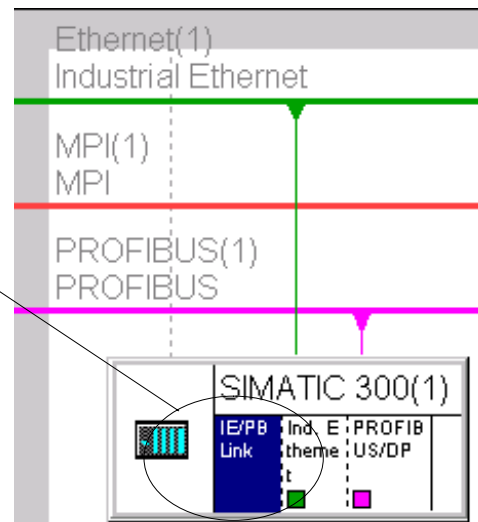 Ethernet(1)
Industrial Ethernet
MPI(1)
MPI
PROFIBUS(1)
PROFIBUS
SIMATIC 300(1)
IE/PB
Link
Ind. E
theme
t
PROFIB
US/DP